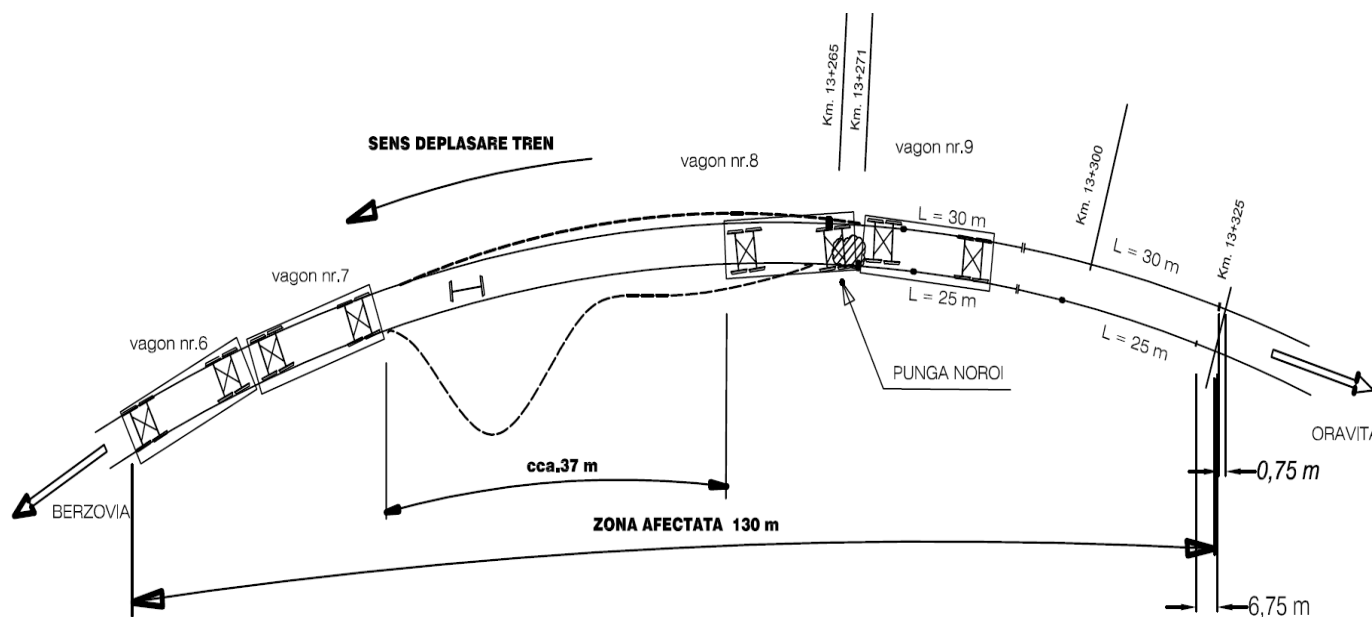 Km. 13+265
Km. 13+271
SENS DEPLASARE TREN
vagon nr.8
vagon nr.9
Km. 13+300
L = 30 m
Km. 13+325
L = 30 m
vagon nr.7
L = 25 m
L = 25 m
vagon nr.6
PUNGA NOROI
ORAVITA
cca.37 m
0,75 m
BERZOVIA
ZONA AFECTATA 130 m
6,75 m